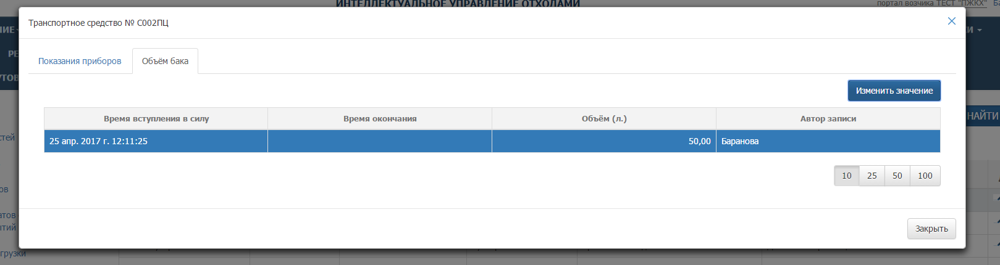 ИНТЕЛЛЕКТУАЛЬНОЕ УПРАВЛЕНИЕ ОТХОДАМИ
портал возчика ТЕСТ "ПЖКХ"
Транспортное средство № С002ПЦ
Показания приборов
Объём бака
Изменить значение
Время вступления в силу Время окончания Объём (л.) Автор записи
25 апр. 2017 г. 12:11:25 50,00 Баранова
10 25 50 100
Закрыть
НАЙТИ
грузки